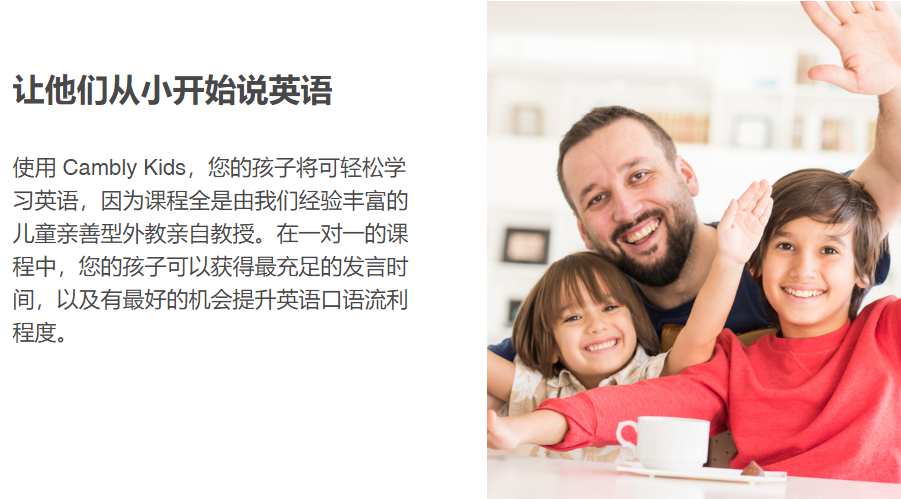 让他们从小开始说英语
使用 Cambly Kids，您的孩子将可轻松学
习英语，因为课程全是由我们经验丰富的
儿童亲善型外教亲自教授。在一对一的课
程中，您的孩子可以获得最充足的发言时
间，以及有最好的机会提升英语口语流利
程度。